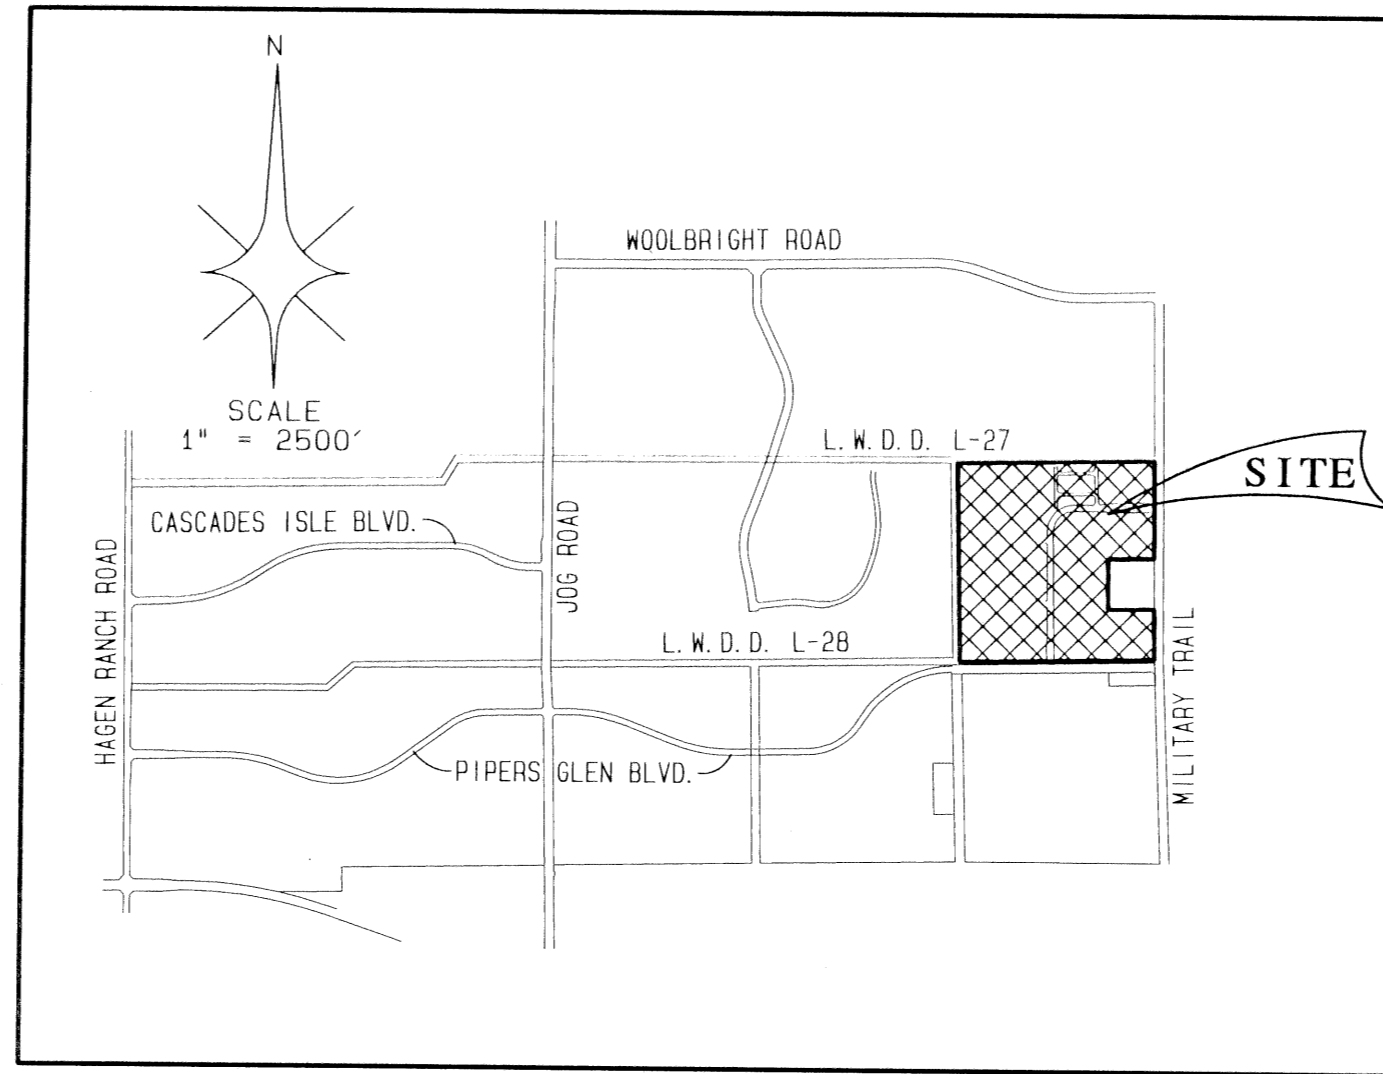 N
SCALE
1" = 2500'
WOOLBRIGHT ROAD
L.W.D.D. L-27
SITE
CASCADES ISLE BLVD.
HAGEN RANCH ROAD
JOG ROAD
L.W.D.D. L-28
MILITARY TRAIL
PIPERS GLEN BLVD.